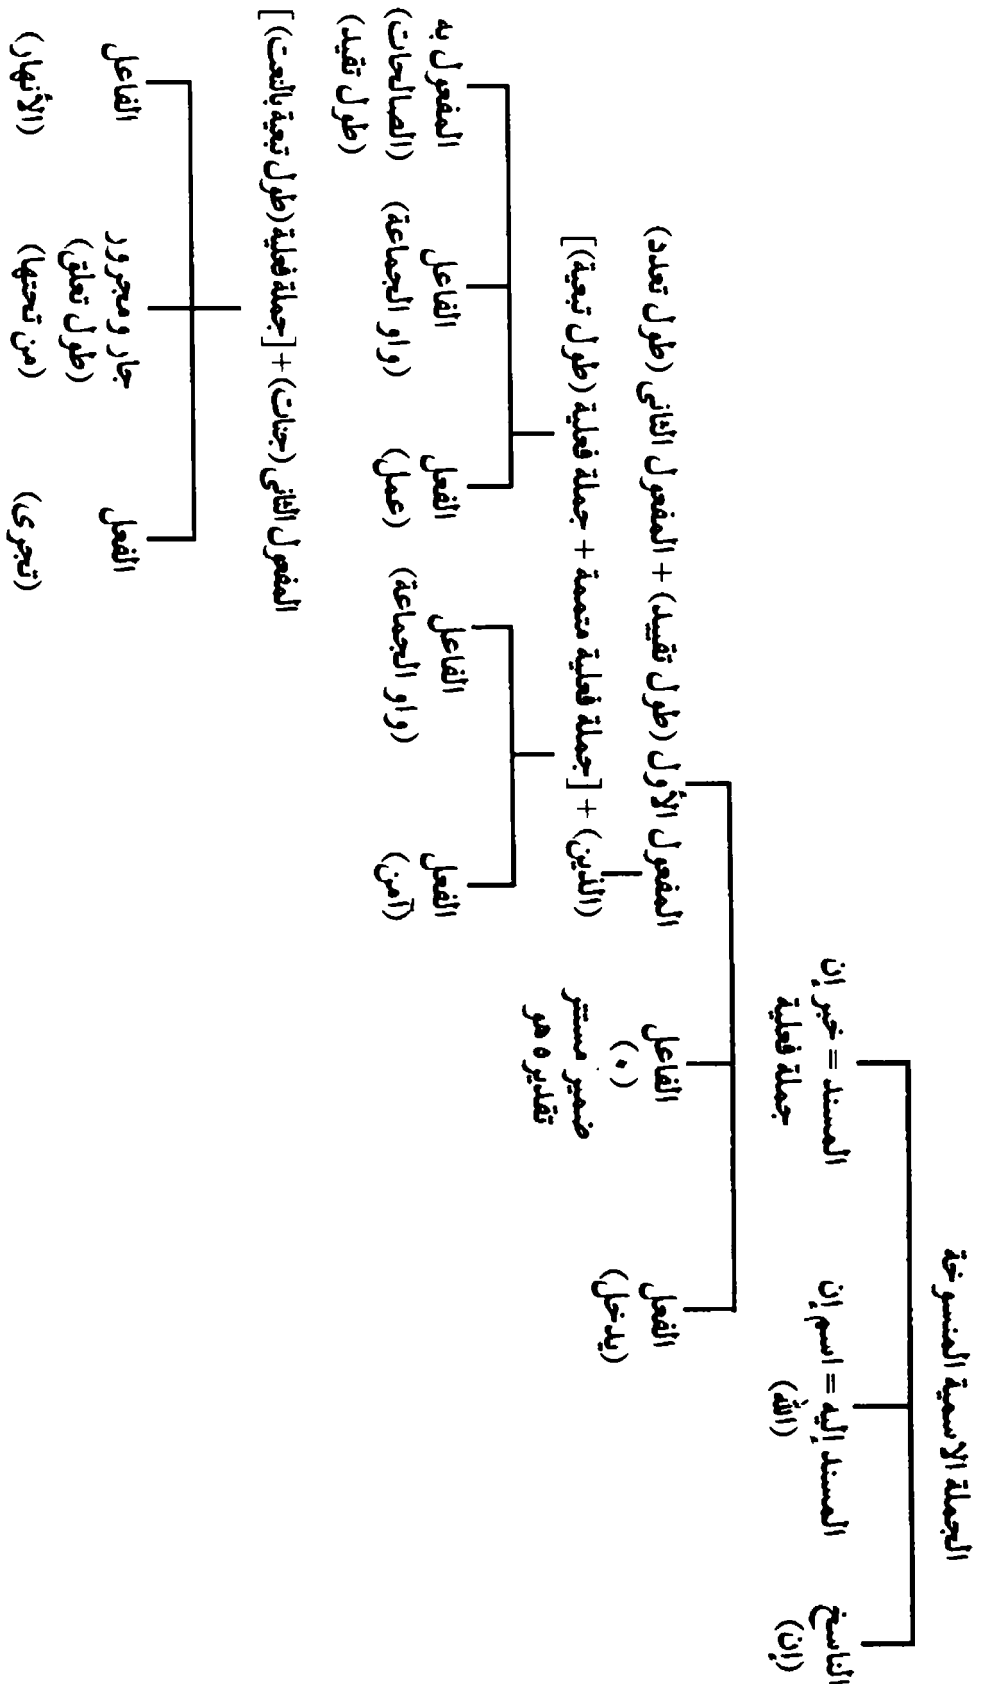 الجملة الاسمية المنسوخة
الناسخ
(إن)
المسند إليه = اسم إن
(الله)
المسند = خبر إن
جملة فعلية
الفعل
(يدخل)
الفاعل
(٠)
ضمير مستتر
تقديره هو
المفعول الأول (طول تقييد) + المفعول الثانى (طول تعدد)
(الذين) + [جملة فعلية متممة + جملة فعلية (طول تبعية)]
الفعل
(آمن)
الفاعل
(واو الجماعة)
الفعل
(عمل)
الفاعل
(واو الجماعة)
المفعول به
(الصالحات)
(طول تقيد)
المفعول الثانى (جنات) + [جملة فعلية (طول تبعية بالنعت)]
الفعل
(تجرى)
جار ومجرور
(طول تعلق)
(من تحتها)
الفاعل
(الأنهار)